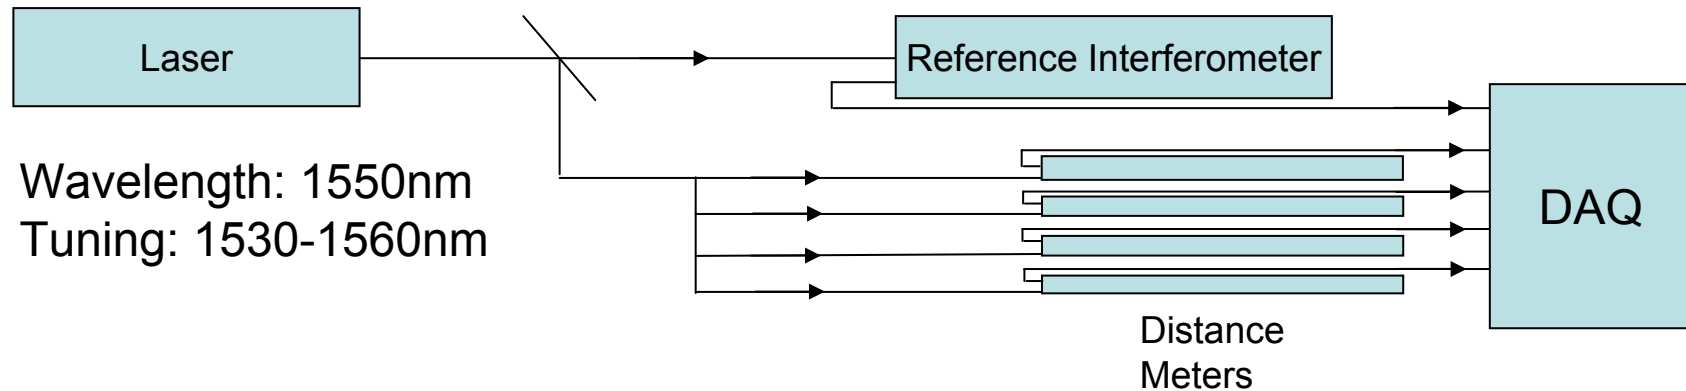 Laser
Reference Interferometer
Wavelength: 1550nm
Tuning: 1530-1560nm
DAQ
Distance
Meters